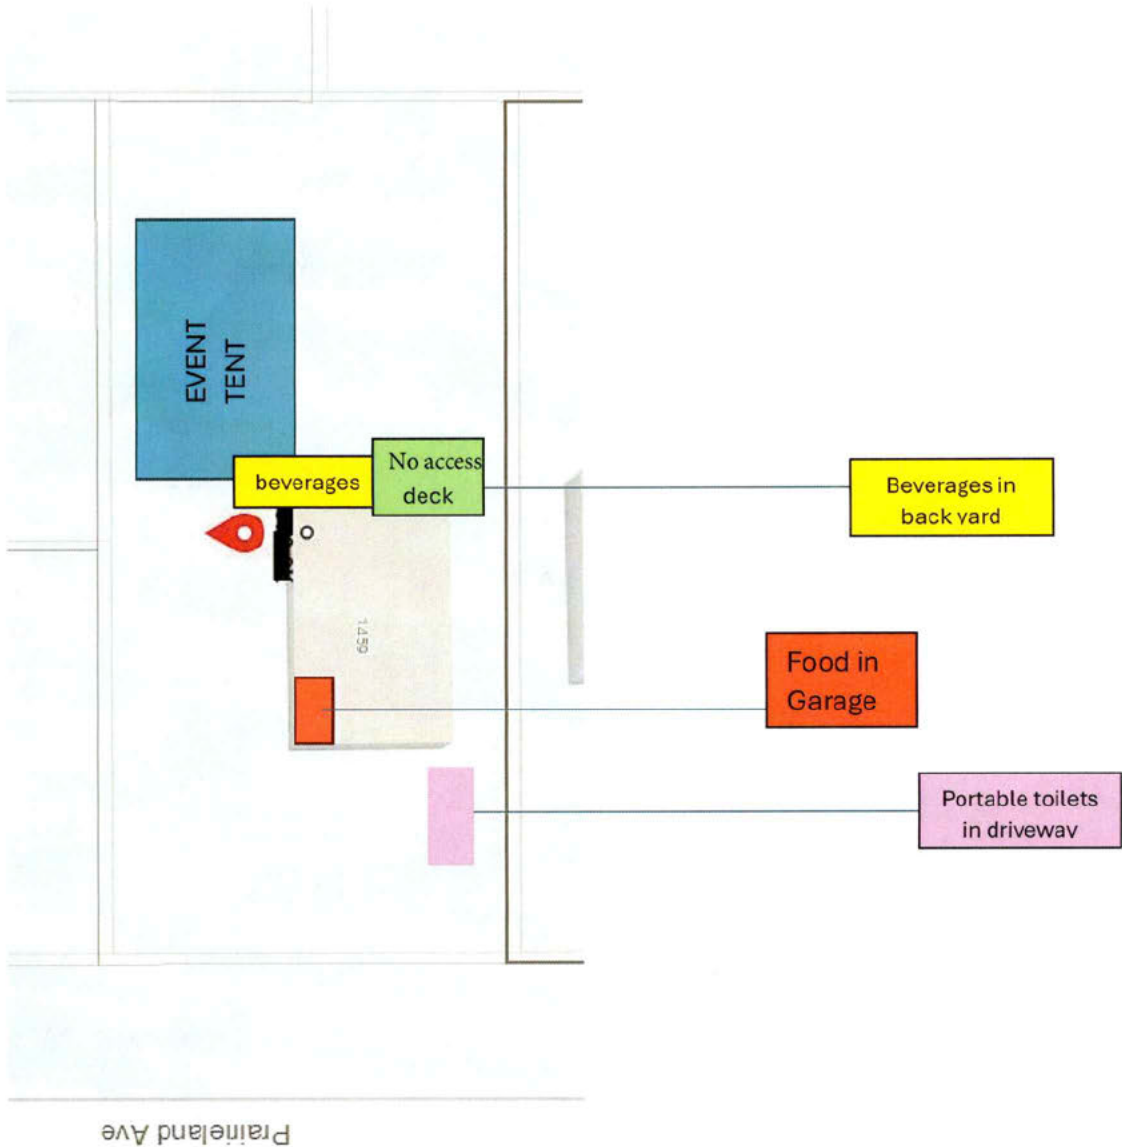 EVENT
TENT
beverages
No access
deck
Beverages in
back yard
1459
Food in
Garage
Portable toilets
in driveway
Prairieland Ave